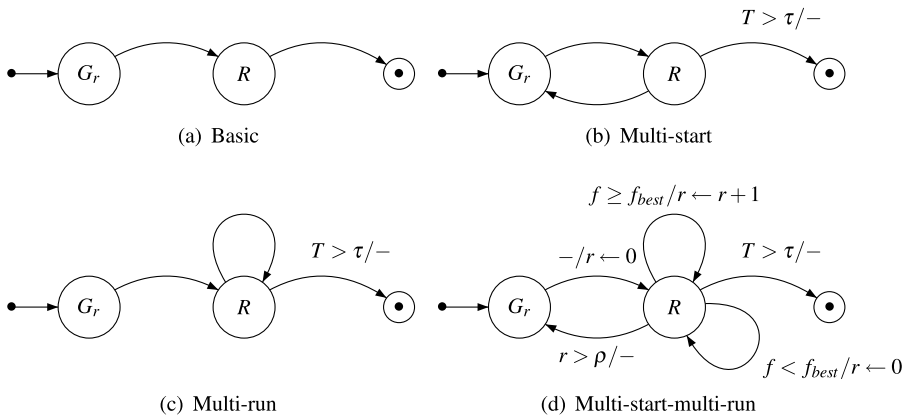 T > τ/−
G_r R G_r R
(a) Basic (b) Multi-start
f ≥ f_best/r ← r + 1
T > τ/− −/r ← 0 T > τ/−
G_r R G_r R
r > ρ/−
f < f_best/r ← 0
(c) Multi-run (d) Multi-start-multi-run